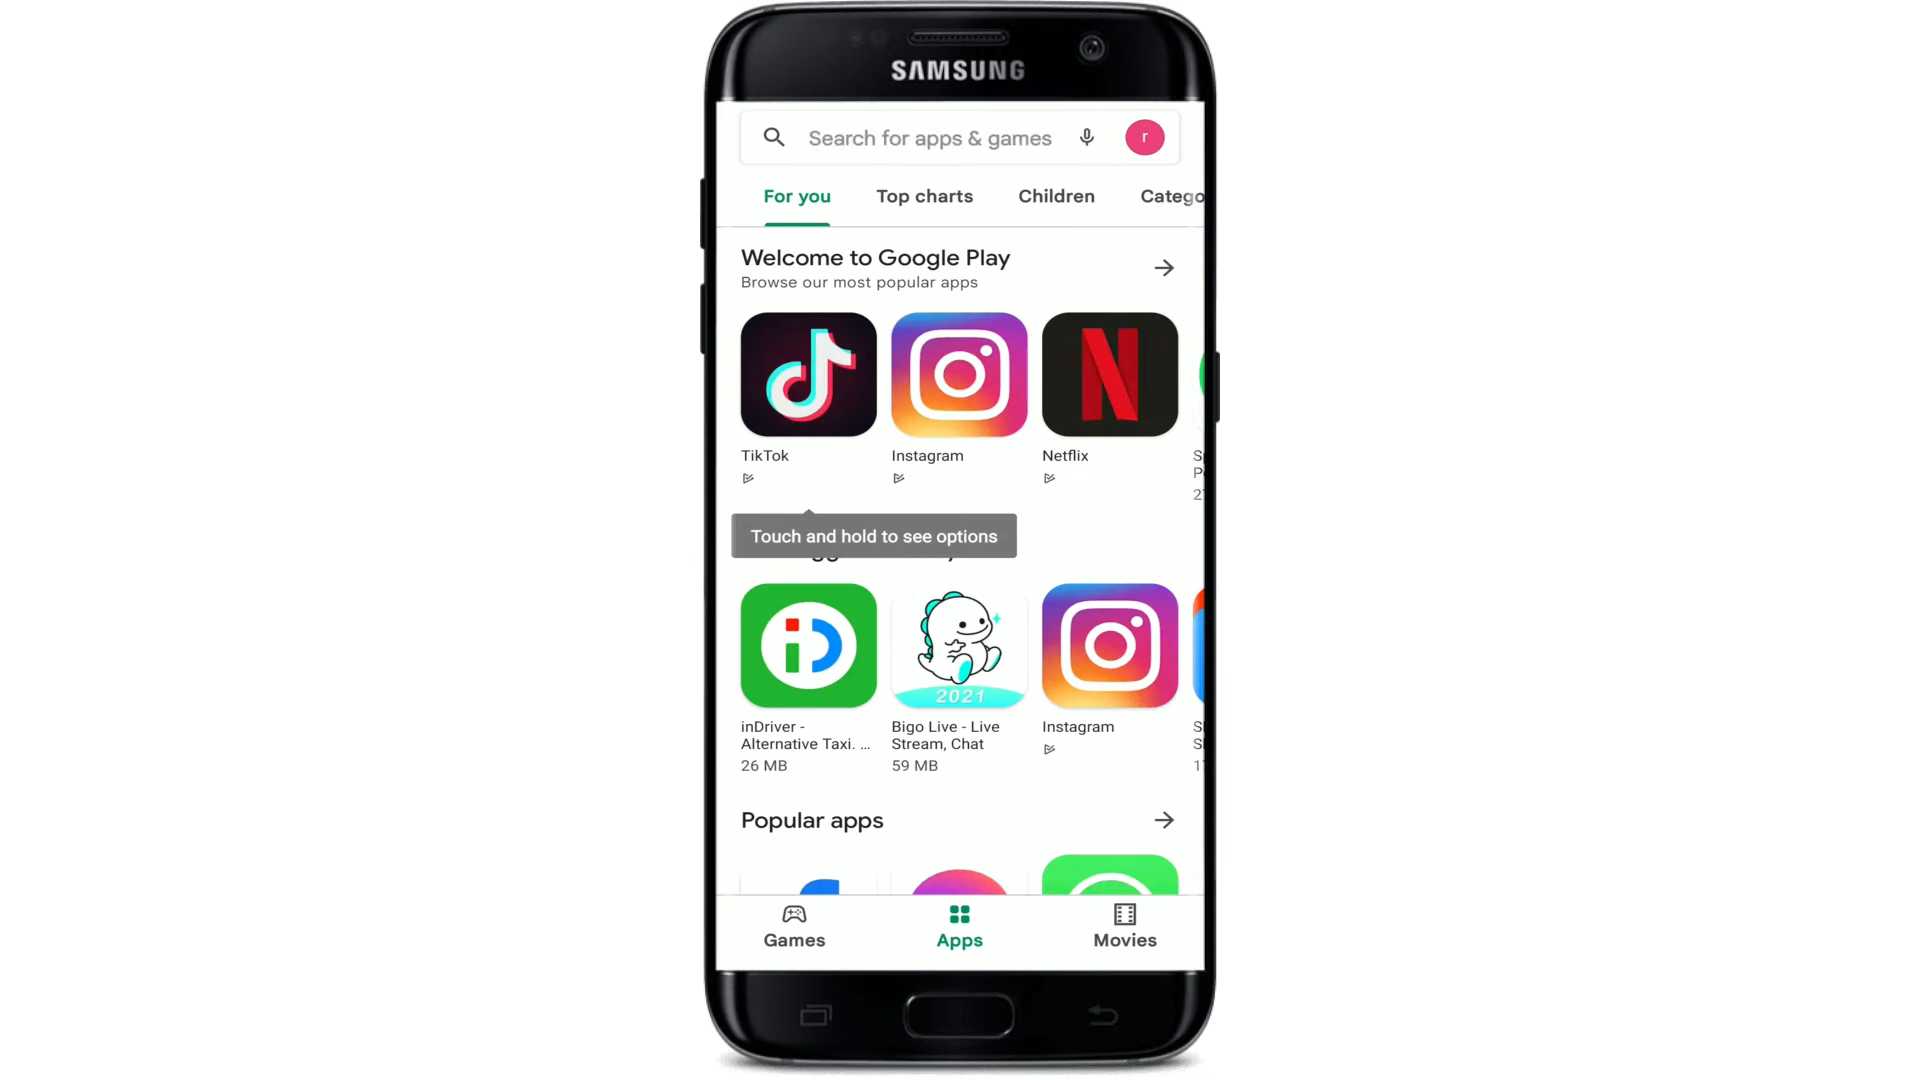 SAMSUNG
Search for apps & games
r
For you
Top charts
Children
Catego
Welcome to Google Play
Browse our most popular apps
TikTok
Instagram
Netflix
Touch and hold to see options
2021
inDriver -
Alternative Taxi. ...
26 MB
Bigo Live - Live
Stream, Chat
59 MB
Instagram
Popular apps
Games
Apps
Movies